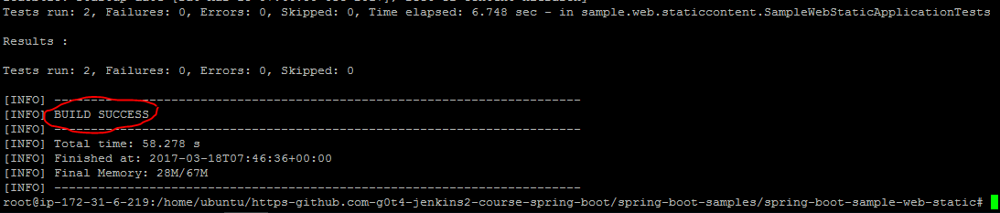 Tests run: 2, Failures: 0, Errors: 0, Skipped: 0, Time elapsed: 6.748 sec - in sample.web.staticcontent.SampleWebStaticApplicationTests
Results :
Tests run: 2, Failures: 0, Errors: 0, Skipped: 0
[INFO] ------------------------------------------------------------------------
[INFO] BUILD SUCCESS
[INFO] ------------------------------------------------------------------------
[INFO] Total time: 58.278 s
[INFO] Finished at: 2017-03-18T07:46:36+00:00
[INFO] Final Memory: 28M/67M
[INFO] ------------------------------------------------------------------------
root@ip-172-31-6-219:/home/ubuntu/https-github.com-g0t4-jenkins2-course-spring-boot/spring-boot-samples/spring-boot-sample-web-static#